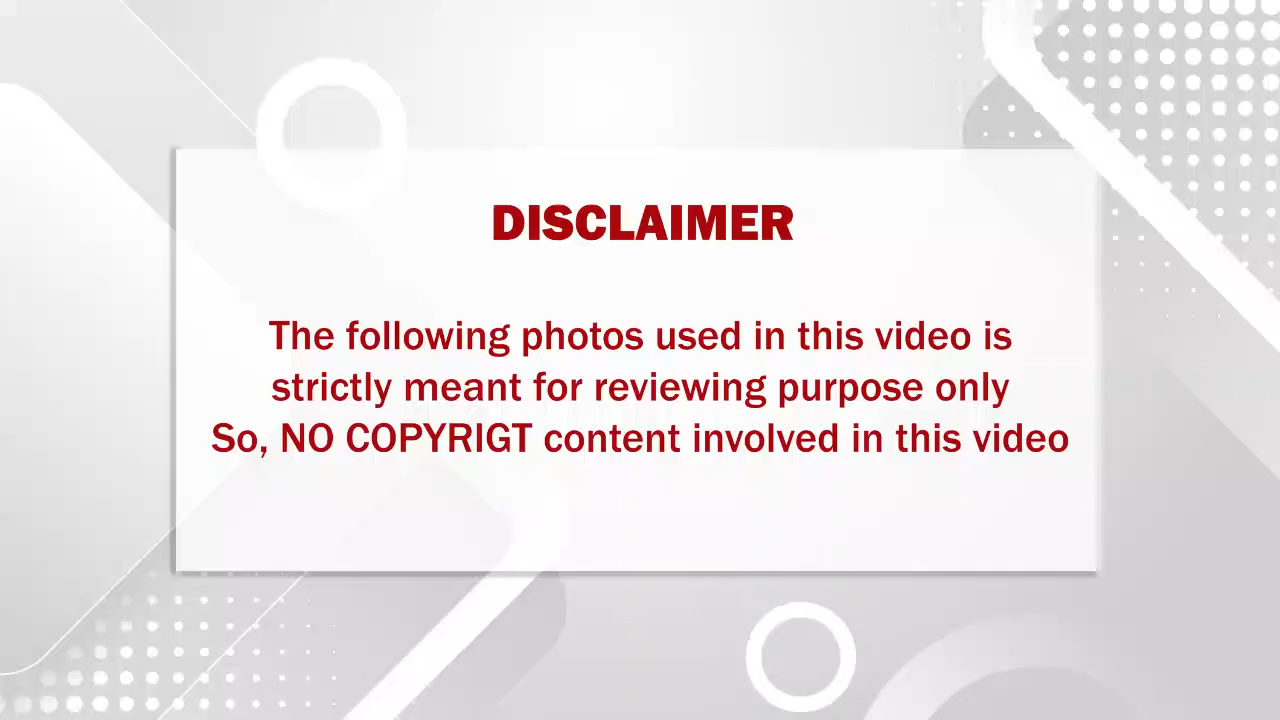 DISCLAIMER
The following photos used in this video is
strictly meant for reviewing purpose only
So, NO COPYRIGT content involved in this video